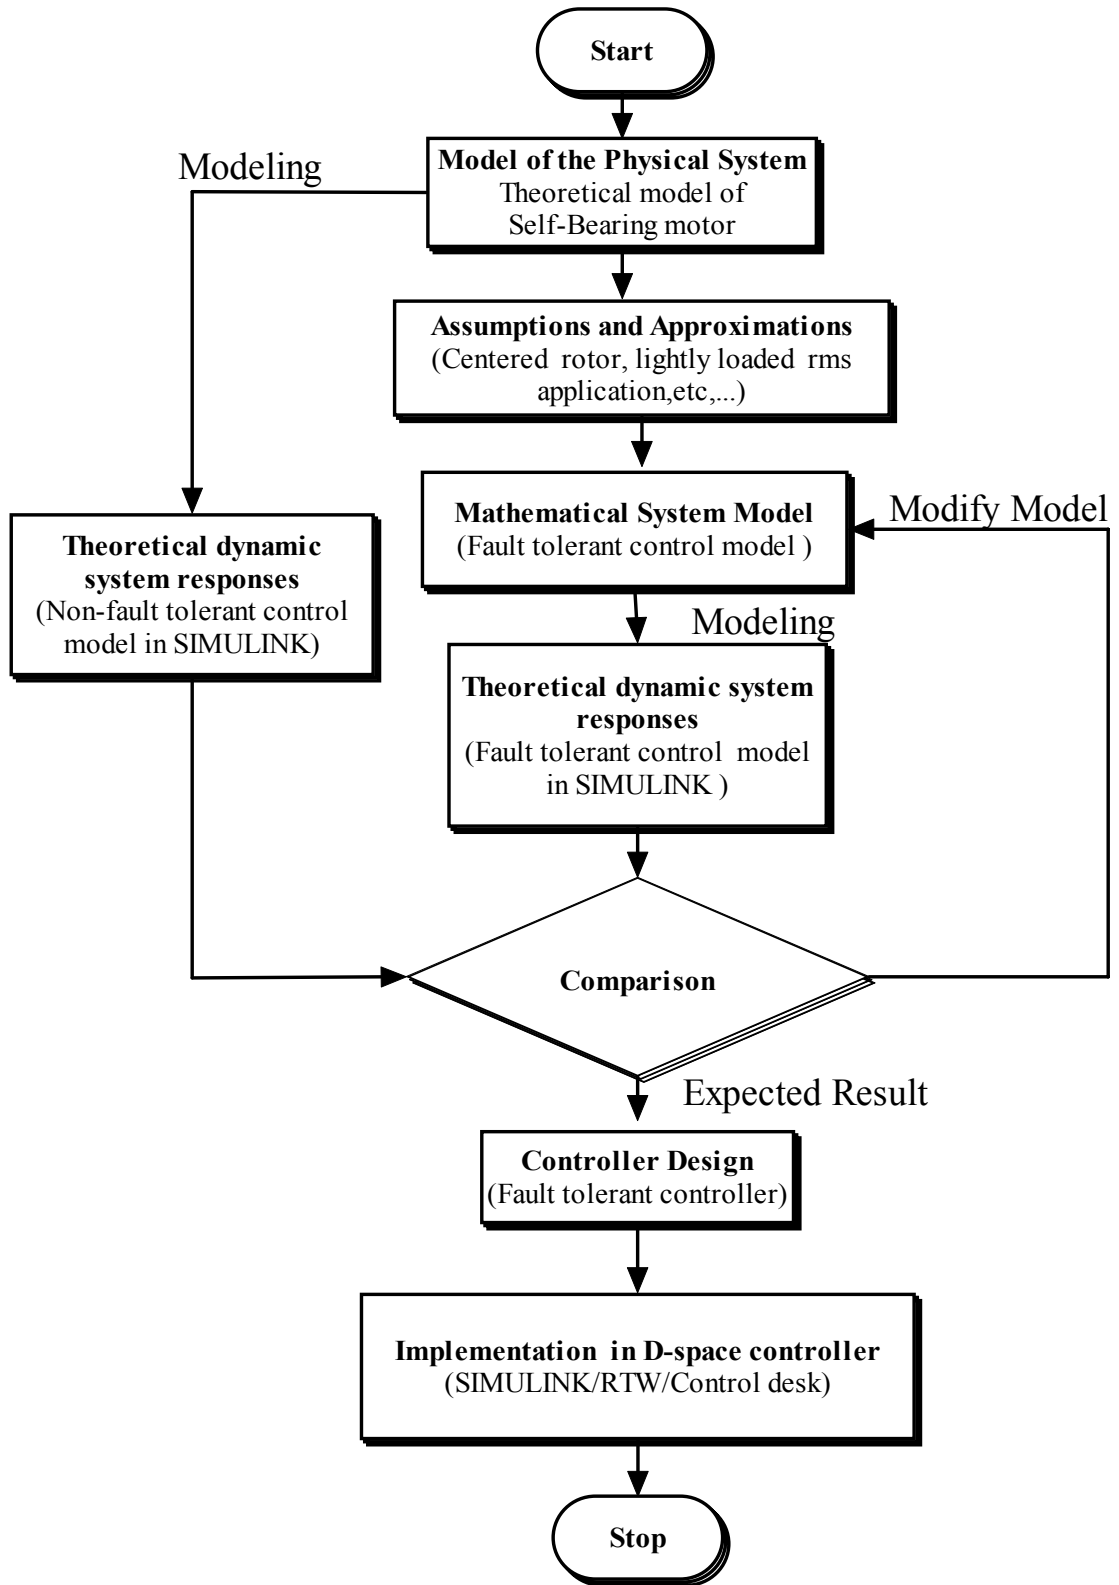 Start
Modeling
Model of the Physical System
Theoretical model of
Self-Bearing motor
Assumptions and Approximations
(Centered rotor, lightly loaded rms
application,etc,...)
Mathematical System Model
(Fault tolerant control model )
Modify Model
Theoretical dynamic
system responses
(Non-fault tolerant control
model in SIMULINK)
Modeling
Theoretical dynamic system
responses
(Fault tolerant control model
in SIMULINK )
Comparison
Expected Result
Controller Design
(Fault tolerant controller)
Implementation in D-space controller
(SIMULINK/RTW/Control desk)
Stop